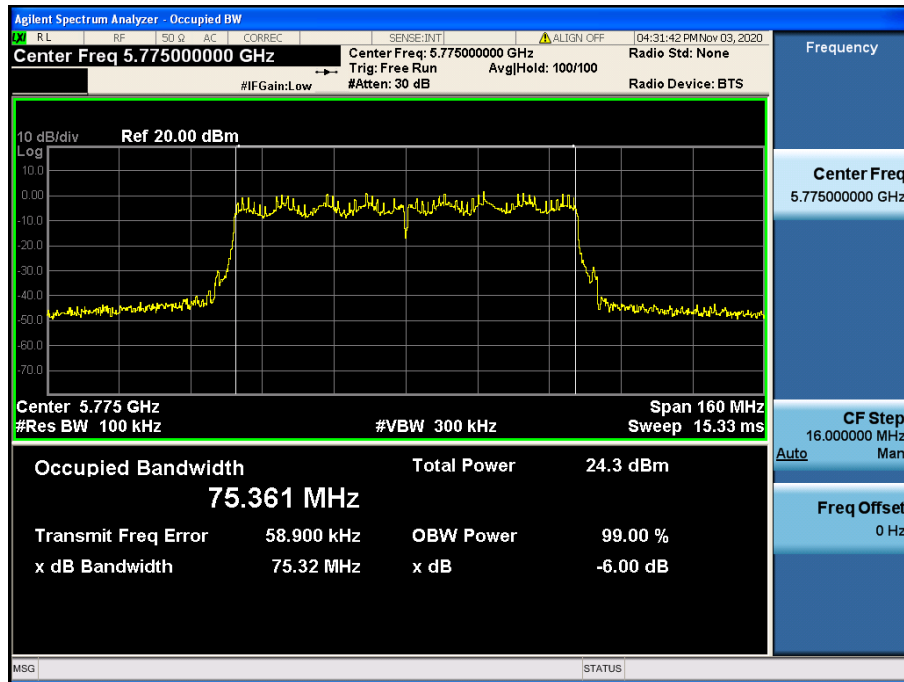 Agilent Spectrum Analyzer - Occupied BW
LXI RL RF 50 Ω AC CORREC SENSE:INT ALIGN OFF 04:31:42 PM Nov 03, 2020
Center Freq 5.775000000 GHz
Center Freq: 5.775000000 GHz
Radio Std: None
Trig: Free Run Avg|Hold: 100/100
#IFGain:Low
#Atten: 30 dB
Radio Device: BTS
10 dB/div Ref 20.00 dBm
Log
10.0
0.00
-10.0
-20.0
-30.0
-40.0
-50.0
-60.0
-70.0
Center 5.775 GHz Span 160 MHz
#Res BW 100 kHz #VBW 300 kHz Sweep 15.33 ms
Occupied Bandwidth Total Power 24.3 dBm
75.361 MHz
Transmit Freq Error 58.900 kHz OBW Power 99.00 %
x dB Bandwidth 75.32 MHz x dB -6.00 dB
MSG STATUS
Frequency
Center Freq
5.775000000 GHz
CF Step
16.000000 MHz
Auto Man
Freq Offset
0 Hz